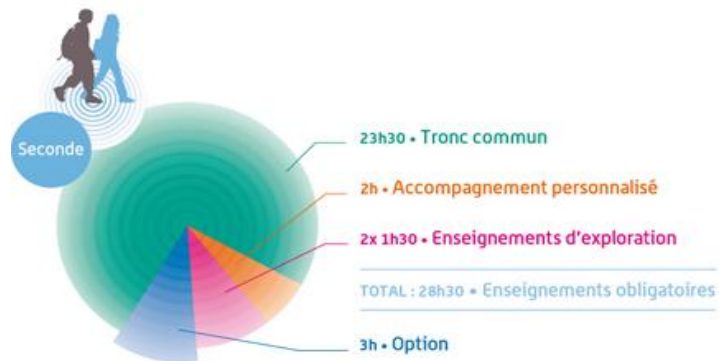 Seconde
23h30 • Tronc commun
2h • Accompagnement personnalisé
2x 1h30 • Enseignements d'exploration
TOTAL : 28h30 • Enseignements obligatoires
3h • Option